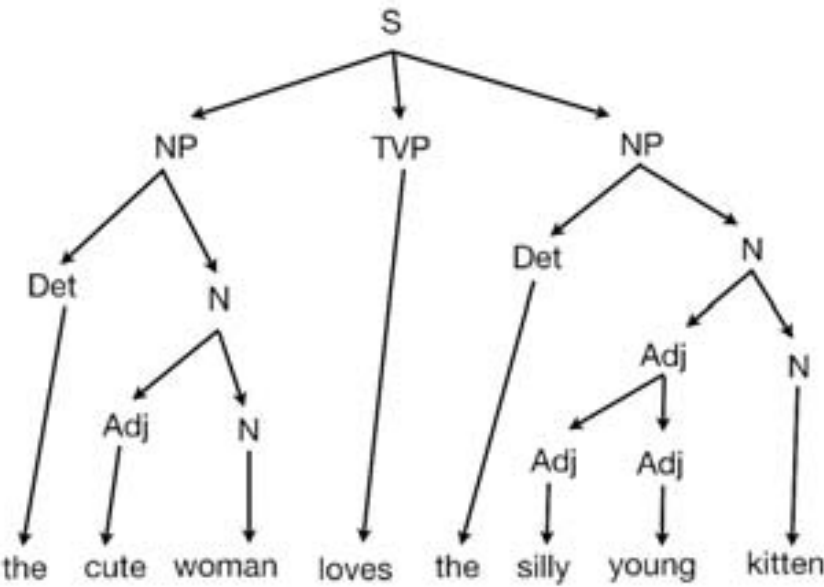 S
NP TVP NP
Det N Det N
Adj N Adj N
Adj Adj
the cute woman loves the silly young kitten